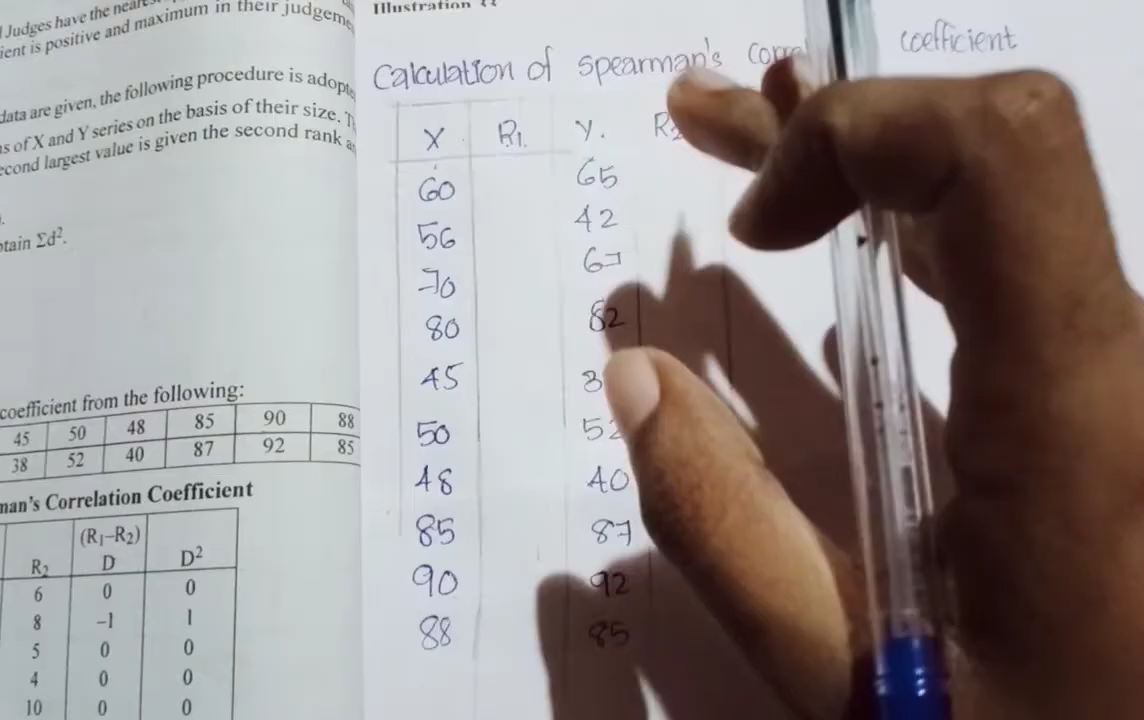 Judges have the
ient is positive and maximum in their
data are given, the following procedure is
s of X and Y series on the basis of their size.
econd largest value is given the second rank
tain Σd².
coefficient from the following:
45 50 48 85 90 88
38 52 40 87 92 85
man's Correlation Coefficient
R₂ (R₁–R₂) D D²
6 0 0
8 –1 1
5 0 0
4 0 0
10 0 0
Illustration
Calculation of Spearman's coefficient
X R₁. Y. R₂
60 65
56 42
70 67
80 82
45
50 52
48 40
85 87
90 92
88 85